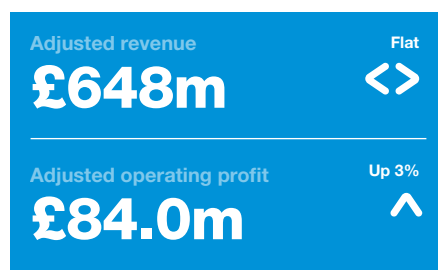 Adjusted revenue
Flat
£648m
Adjusted operating profit
Up 3%
£84.0m